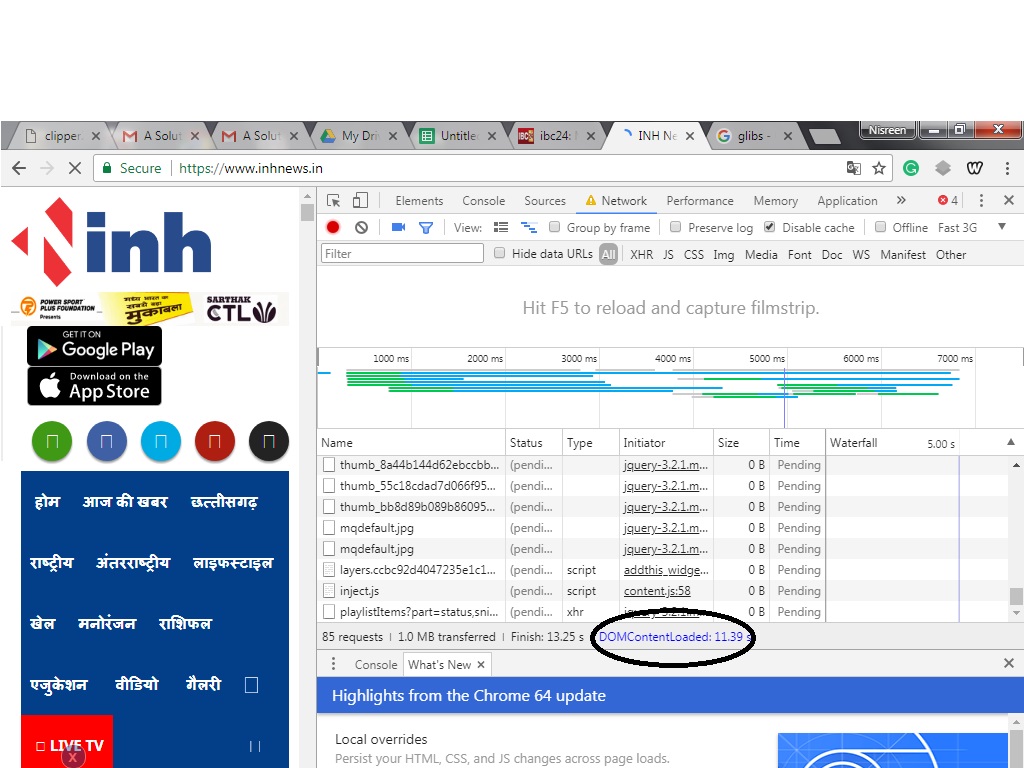 clipper
A Solut
A Solut
My Driv
Untitle
ibc24:
INH Ne
glibs -
Nisreen
Secure
https://www.inhnews.in
inh
POWER SPORT PLUS FOUNDATION
Presents
मध्य भारत का
सबसे बड़ा
मुकाबला
SARTHAK
CTL
GET IT ON
Google Play
Download on the
App Store
होम आज की खबर छत्तीसगढ़
राष्ट्रीय अंतरराष्ट्रीय लाइफस्टाइल
खेल मनोरंजन राशिफल
एजुकेशन वीडियो गैलरी
LIVE TV
X
Elements Console Sources Network Performance Memory Application » 4
View: Group by frame Preserve log Disable cache Offline Fast 3G
Filter Hide data URLs All XHR JS CSS Img Media Font Doc WS Manifest Other
Hit F5 to reload and capture filmstrip.
1000 ms 2000 ms 3000 ms 4000 ms 5000 ms 6000 ms 7000 ms
Name Status Type Initiator Size Time Waterfall 5.00 s
thumb_8a44b144d62ebccbb... (pendi... jquery-3.2.1.m... 0 B Pending
thumb_55c18cdad7d066f95... (pendi... jquery-3.2.1.m... 0 B Pending
thumb_bb8d89b089b86095... (pendi... jquery-3.2.1.m... 0 B Pending
mqdefault.jpg (pendi... jquery-3.2.1.m... 0 B Pending
mqdefault.jpg (pendi... jquery-3.2.1.m... 0 B Pending
layers.ccbc92d4047235e1c1... (pendi... script addthis_widge... 0 B Pending
inject.js (pendi... script content.js:58 0 B Pending
playlistItems?part=status,sni... (pendi... xhr jquery-3.2.1.m... 0 B Pending
85 requests | 1.0 MB transferred | Finish: 13.25 s | DOMContentLoaded: 11.39 s
Console What's New
Highlights from the Chrome 64 update
Local overrides
Persist your HTML, CSS, and JS changes across page loads.